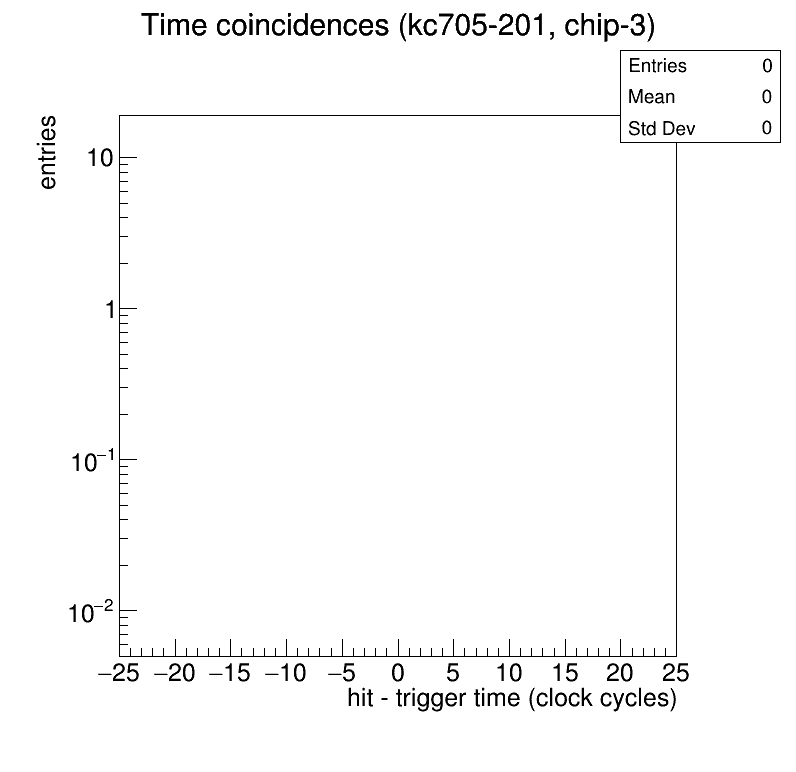 Time coincidences (kc705-201, chip-3)
Entries 0
Mean 0
Std Dev 0
entries
10
1
10⁻¹
10⁻²
−25 −20 −15 −10 −5 0 5 10 15 20 25
hit - trigger time (clock cycles)